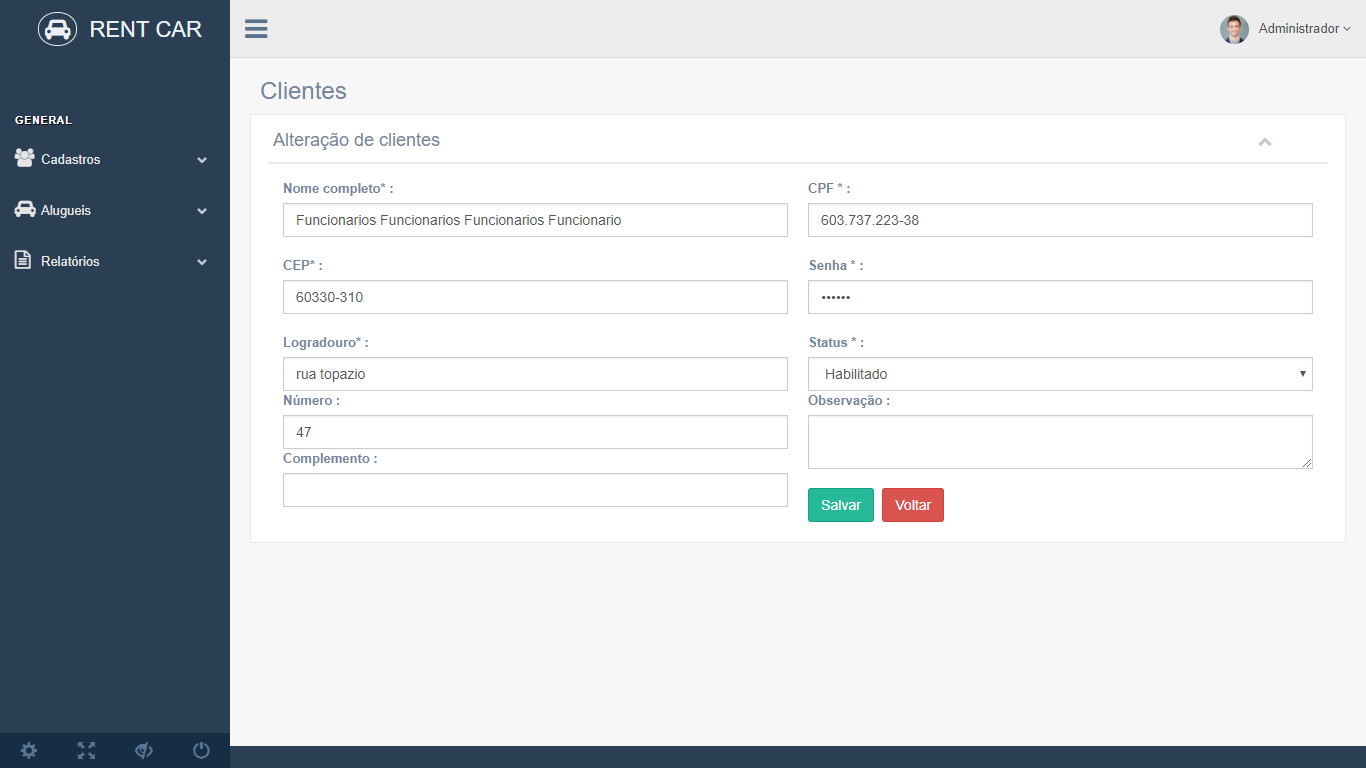 RENT CAR
Administrador
GENERAL
Cadastros
Alugueis
Relatórios
Clientes
Alteração de clientes
Nome completo* :
Funcionarios Funcionarios Funcionarios Funcionario
CPF * :
603.737.223-38
CEP* :
60330-310
Senha * :
••••••
Logradouro* :
rua topazio
Status * :
Habilitado
Número :
47
Observação :
Complemento :
Salvar
Voltar